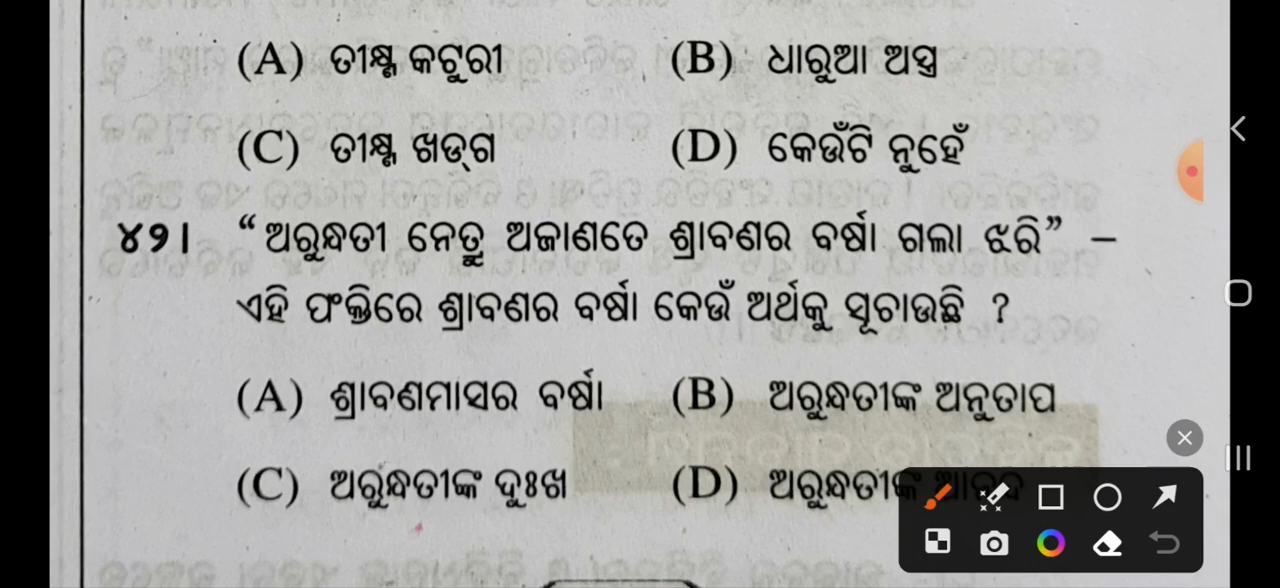 (A) ତୀକ୍ଷ୍ଣ କଟୁରୀ (B) ଧାରୁଆ ଅସ୍ତ୍ର
(C) ତୀକ୍ଷ୍ଣ ଖଡ୍‌ଗ (D) କେଉଁଟି ନୁହେଁ
୪୨। “ଅରୁନ୍ଧତୀ ନେତ୍ରୁ ଅଜାଣତେ ଶ୍ରାବଣର ବର୍ଷା ଗଲା ଝରି” –
ଏହି ପଂକ୍ତିରେ ଶ୍ରାବଣର ବର୍ଷା କେଉଁ ଅର୍ଥକୁ ସୂଚାଉଛି ?
(A) ଶ୍ରାବଣମାସର ବର୍ଷା (B) ଅରୁନ୍ଧତୀଙ୍କ ଅନୁତାପ
(C) ଅରୁନ୍ଧତୀଙ୍କ ଦୁଃଖ (D) ଅରୁନ୍ଧତୀଙ୍କ ଆନନ୍ଦ